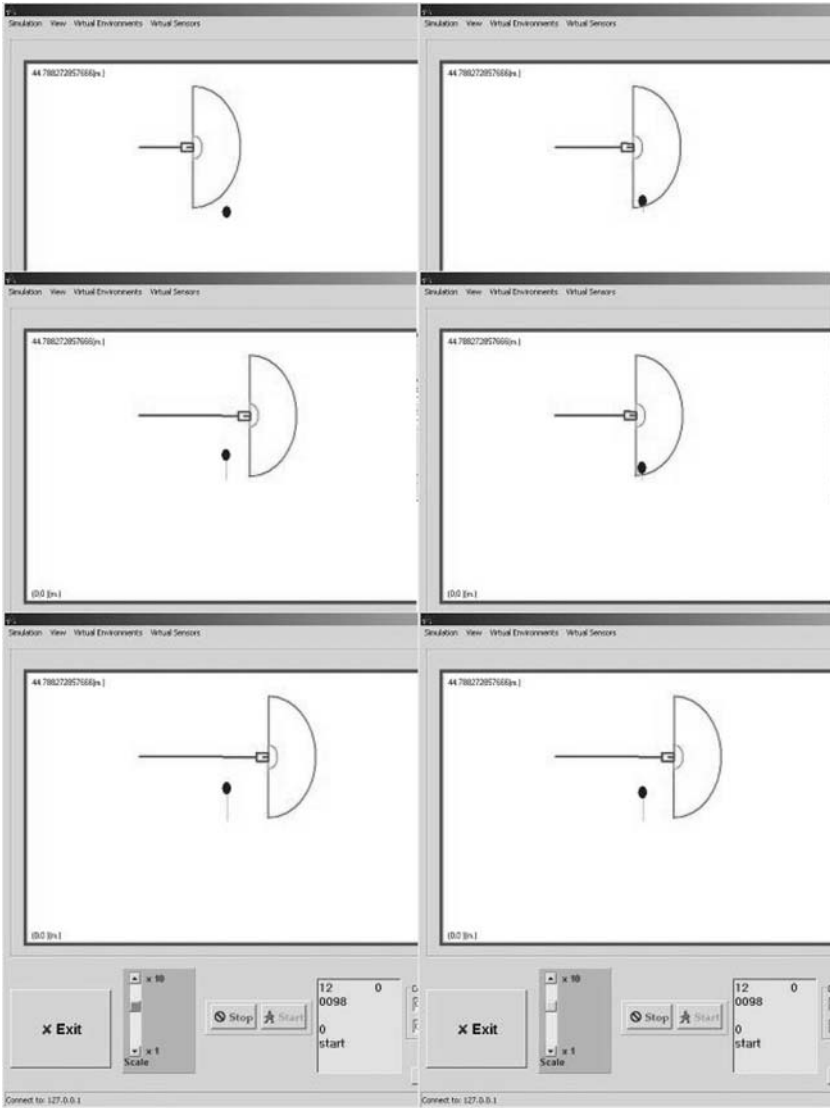 Simulation View Virtual Environments Virtual Sensors
44.788272857666[m.]
Simulation View Virtual Environments Virtual Sensors
44.788272857666[m.]
Simulation View Virtual Environments Virtual Sensors
44.788272857666[m.]
(0.0 )[m.]
Simulation View Virtual Environments Virtual Sensors
44.788272857666[m.]
(0.0 )[m.]
Simulation View Virtual Environments Virtual Sensors
44.788272857666[m.]
(0.0 )[m.]
Simulation View Virtual Environments Virtual Sensors
44.788272857666[m.]
(0.0 )[m.]
x 10
x 1
Scale
Exit
Stop Start
12 0
0098
0
start
Connect to: 127.0.0.1
x 10
x 1
Scale
Exit
Stop Start
12 0
0098
0
start
Connect to: 127.0.0.1